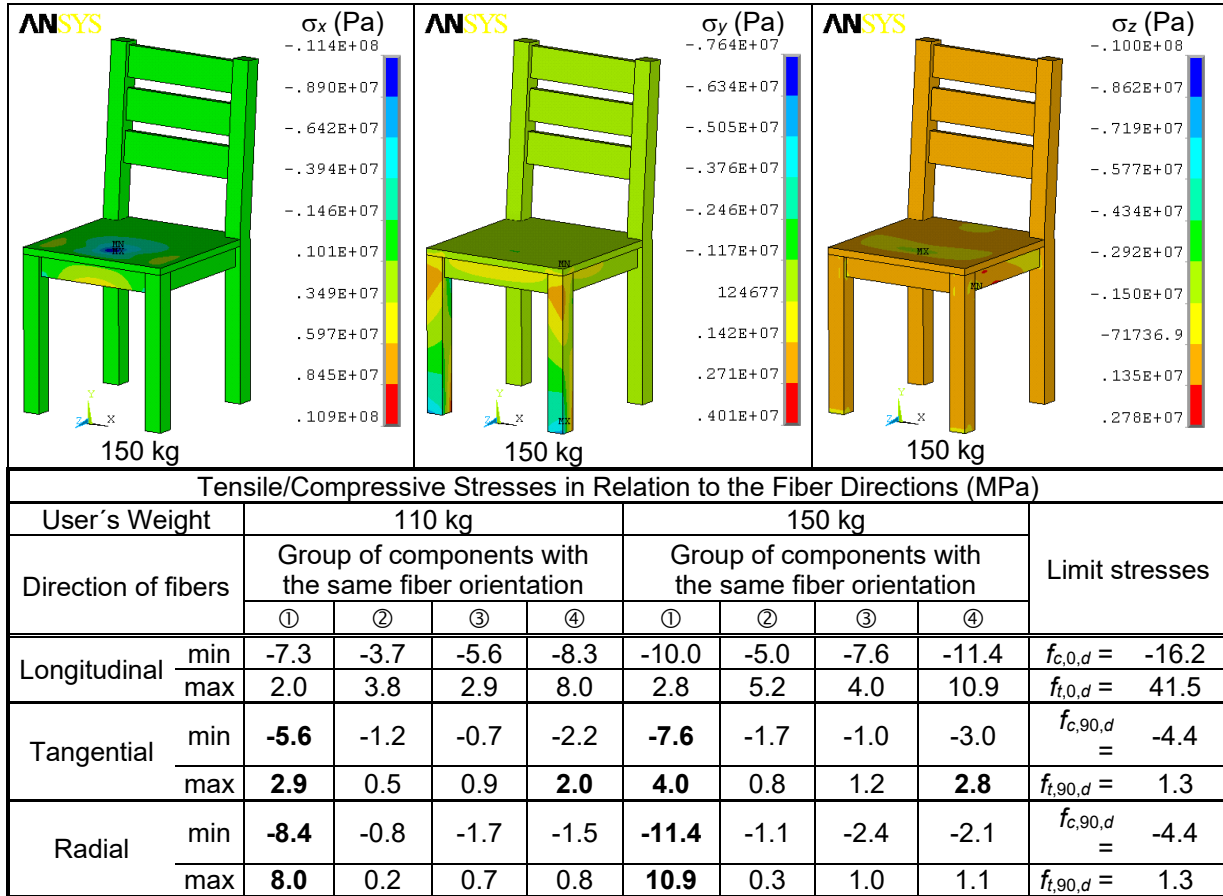 ANSYS
σx (Pa)
-.114E+08
-.890E+07
-.642E+07
-.394E+07
-.146E+07
.101E+07
.349E+07
.597E+07
.845E+07
.109E+08
MN
MX
Y
Z X
150 kg
ANSYS
σy (Pa)
-.764E+07
-.634E+07
-.505E+07
-.376E+07
-.246E+07
-.117E+07
124677
.142E+07
.271E+07
.401E+07
MN
MX
Y
Z X
150 kg
ANSYS
σz (Pa)
-.100E+08
-.862E+07
-.719E+07
-.577E+07
-.434E+07
-.292E+07
-.150E+07
-71736.9
.135E+07
.278E+07
MX
MN
Y
Z X
150 kg
Tensile/Compressive Stresses in Relation to the Fiber Directions (MPa)
User´s Weight 110 kg 150 kg Limit stresses
Direction of fibers Group of components with the same fiber orientation Group of components with the same fiber orientation
① ② ③ ④ ① ② ③ ④
Longitudinal min -7.3 -3.7 -5.6 -8.3 -10.0 -5.0 -7.6 -11.4 fc,0,d = -16.2
max 2.0 3.8 2.9 8.0 2.8 5.2 4.0 10.9 ft,0,d = 41.5
Tangential min -5.6 -1.2 -0.7 -2.2 -7.6 -1.7 -1.0 -3.0 fc,90,d = -4.4
max 2.9 0.5 0.9 2.0 4.0 0.8 1.2 2.8 ft,90,d = 1.3
Radial min -8.4 -0.8 -1.7 -1.5 -11.4 -1.1 -2.4 -2.1 fc,90,d = -4.4
max 8.0 0.2 0.7 0.8 10.9 0.3 1.0 1.1 ft,90,d = 1.3